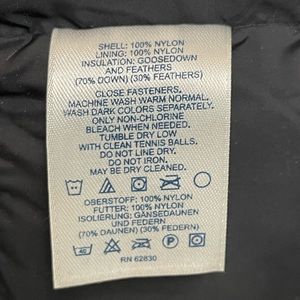 SHELL: 100% NYLON
LINING: 100% NYLON
INSULATION: GOOSEDOWN
AND FEATHERS
(70% DOWN) (30% FEATHERS)
CLOSE FASTENERS.
MACHINE WASH WARM NORMAL.
WASH DARK COLORS SEPARATELY.
ONLY NON-CHLORINE
BLEACH WHEN NEEDED.
TUMBLE DRY LOW
WITH CLEAN TENNIS BALLS.
DO NOT LINE DRY.
DO NOT IRON.
MAY BE DRY CLEANED.
OBERSTOFF: 100% NYLON
FUTTER: 100% NYLON
ISOLIERUNG: GÄNSEDAUNEN
UND FEDERN
(70% DAUNEN) (30% FEDERN)
40
P
RN 62830